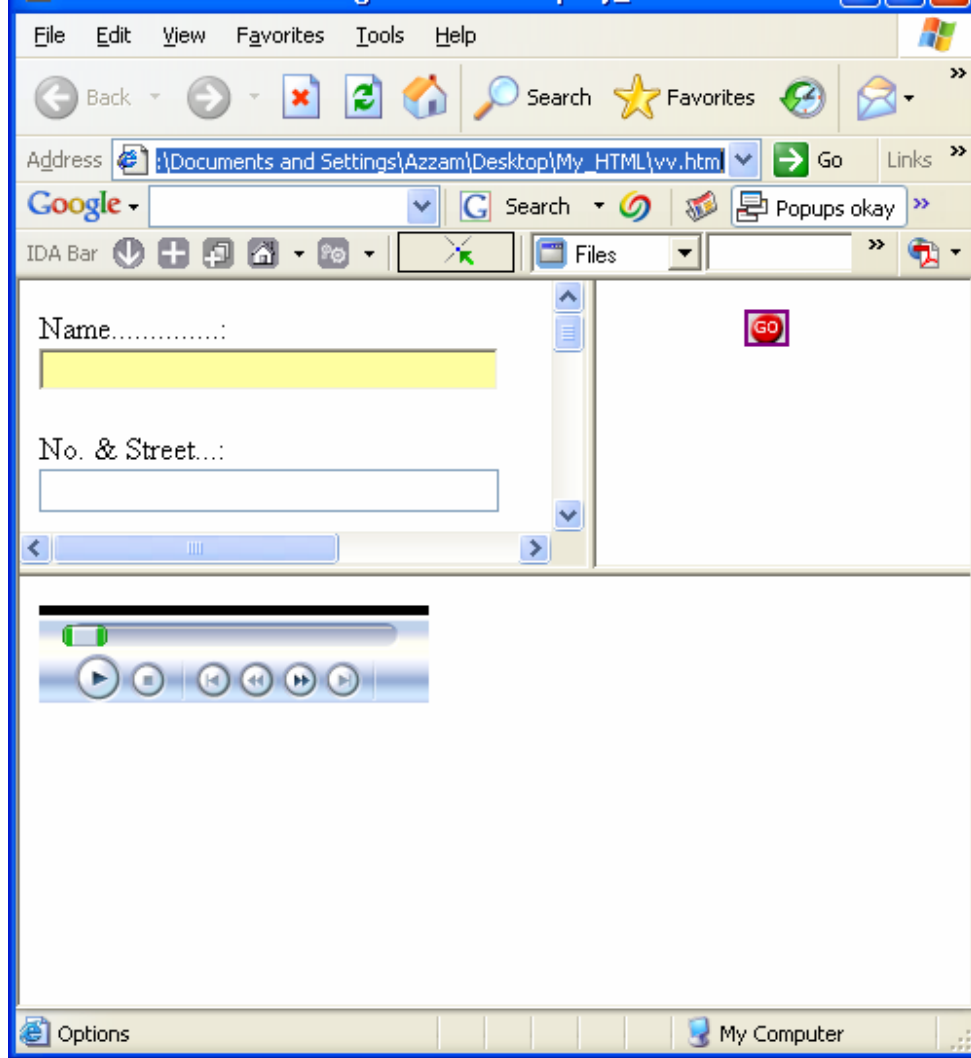 File Edit View Favorites Tools Help
Back Search Favorites »
Address :\Documents and Settings\Azzam\Desktop\My_HTML\vv.html Go Links »
Google G Search Popups okay »
IDA Bar Files »
Name.............:
GO
No. & Street...:
Options My Computer